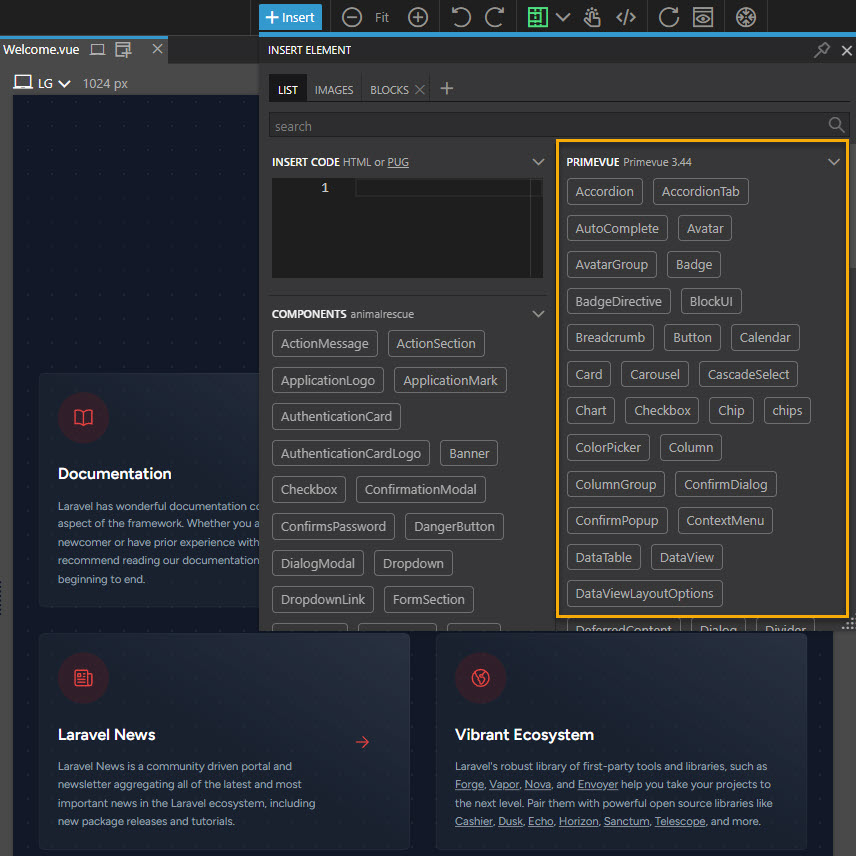 Insert
Fit
Welcome.vue
INSERT ELEMENT
LG 1024 px
LIST IMAGES BLOCKS
search
INSERT CODE HTML or PUG
1
COMPONENTS animalrescue
ActionMessage ActionSection
ApplicationLogo ApplicationMark
AuthenticationCard
AuthenticationCardLogo Banner
Checkbox ConfirmationModal
ConfirmsPassword DangerButton
DialogModal Dropdown
DropdownLink FormSection
PRIMEVUE Primevue 3.44
Accordion AccordionTab
AutoComplete Avatar
AvatarGroup Badge
BadgeDirective BlockUI
Breadcrumb Button Calendar
Card Carousel CascadeSelect
Chart Checkbox Chip chips
ColorPicker Column
ColumnGroup ConfirmDialog
ConfirmPopup ContextMenu
DataTable DataView
DataViewLayoutOptions
DeferredContent Dialog Divider
Documentation
Laravel has wonderful documentation
aspect of the framework. Whether you
newcomer or have prior experience with
recommend reading our documentation
beginning to end.
Laravel News
Laravel News is a community driven portal and
newsletter aggregating all of the latest and most
important news in the Laravel ecosystem, including
new package releases and tutorials.
Vibrant Ecosystem
Laravel's robust library of first-party tools and libraries, such as
Forge, Vapor, Nova, and Envoyer help you take your projects to
the next level. Pair them with powerful open source libraries like
Cashier, Dusk, Echo, Horizon, Sanctum, Telescope, and more.